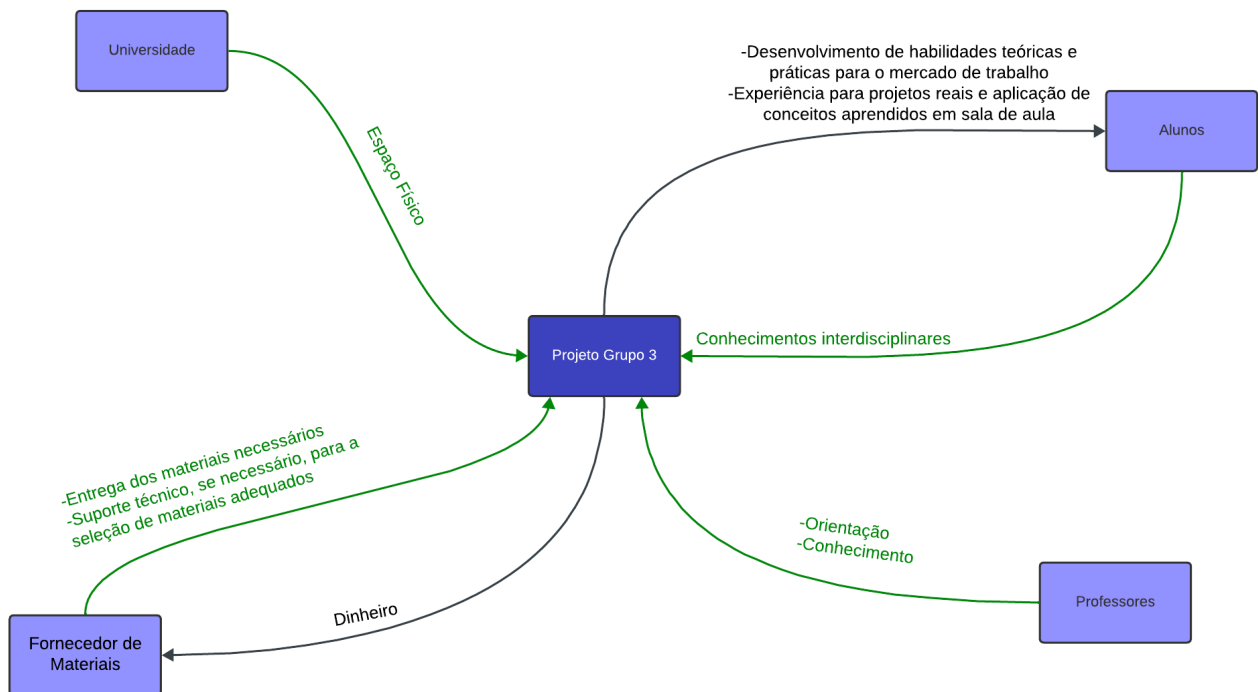 Universidade
-Desenvolvimento de habilidades teóricas e
práticas para o mercado de trabalho
-Experiência para projetos reais e aplicação de
conceitos aprendidos em sala de aula
Alunos
Espaço Físico
Projeto Grupo 3
Conhecimentos interdisciplinares
-Entrega dos materiais necessários
-Suporte técnico, se necessário, para a
seleção de materiais adequados
-Orientação
-Conhecimento
Professores
Dinheiro
Fornecedor de
Materiais